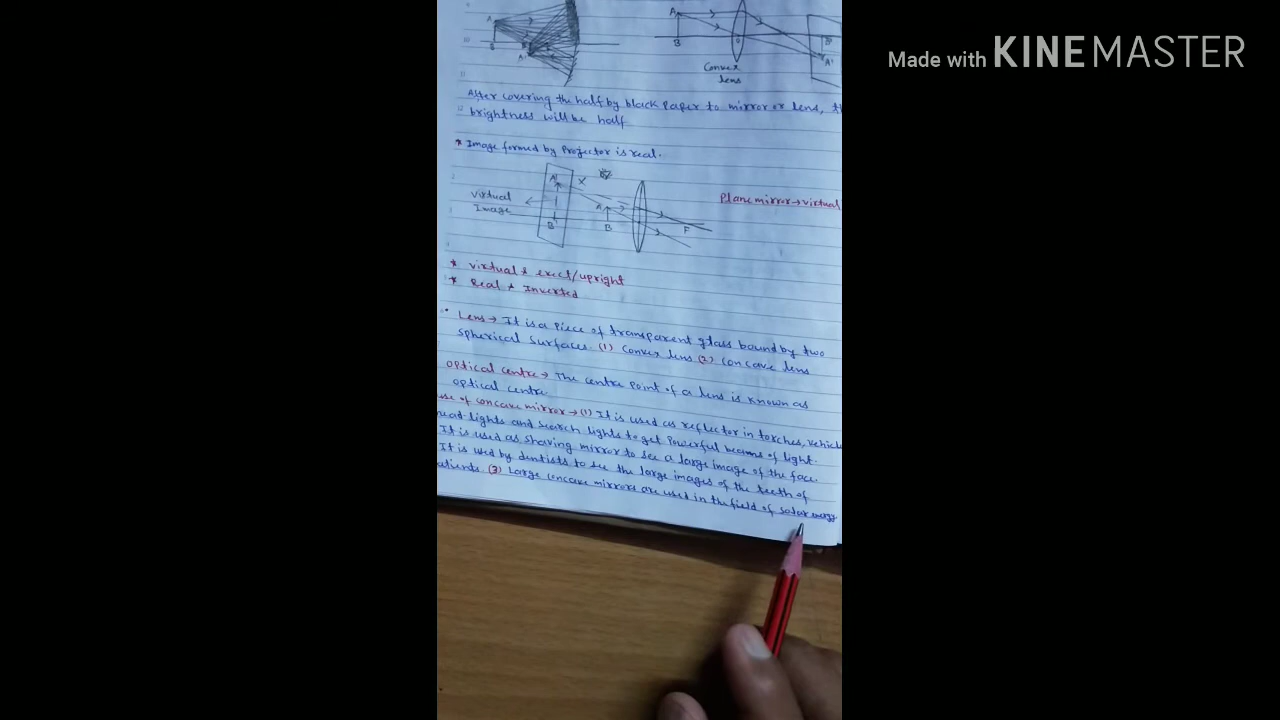 Made with KINEMASTER
A
B
A'
A
B
O
B'
A'
Convex
lens
After covering the half by black paper to mirror or lens, th
brightness will be half
* Image formed by Projector is real.
A'
X
virtual
Image
A
B'
B
F
Plane mirror → virtual
* virtual & erect/upright
* Real & Inverted
• Lens → It is a piece of transparent glass bound by two
spherical surfaces. (1) Convex lens (2) concave lens
optical centre → The centre point of a lens is known as
optical centre.
use of concave mirror → (1) It is used as reflector in torches, vehicle
head-lights and search lights to get powerful beams of light.
It is used as shaving mirror to see a large image of the face.
It is used by dentists to see the large images of the teeth of
atients. (3) Large concave mirrors are used in the field of solar energy